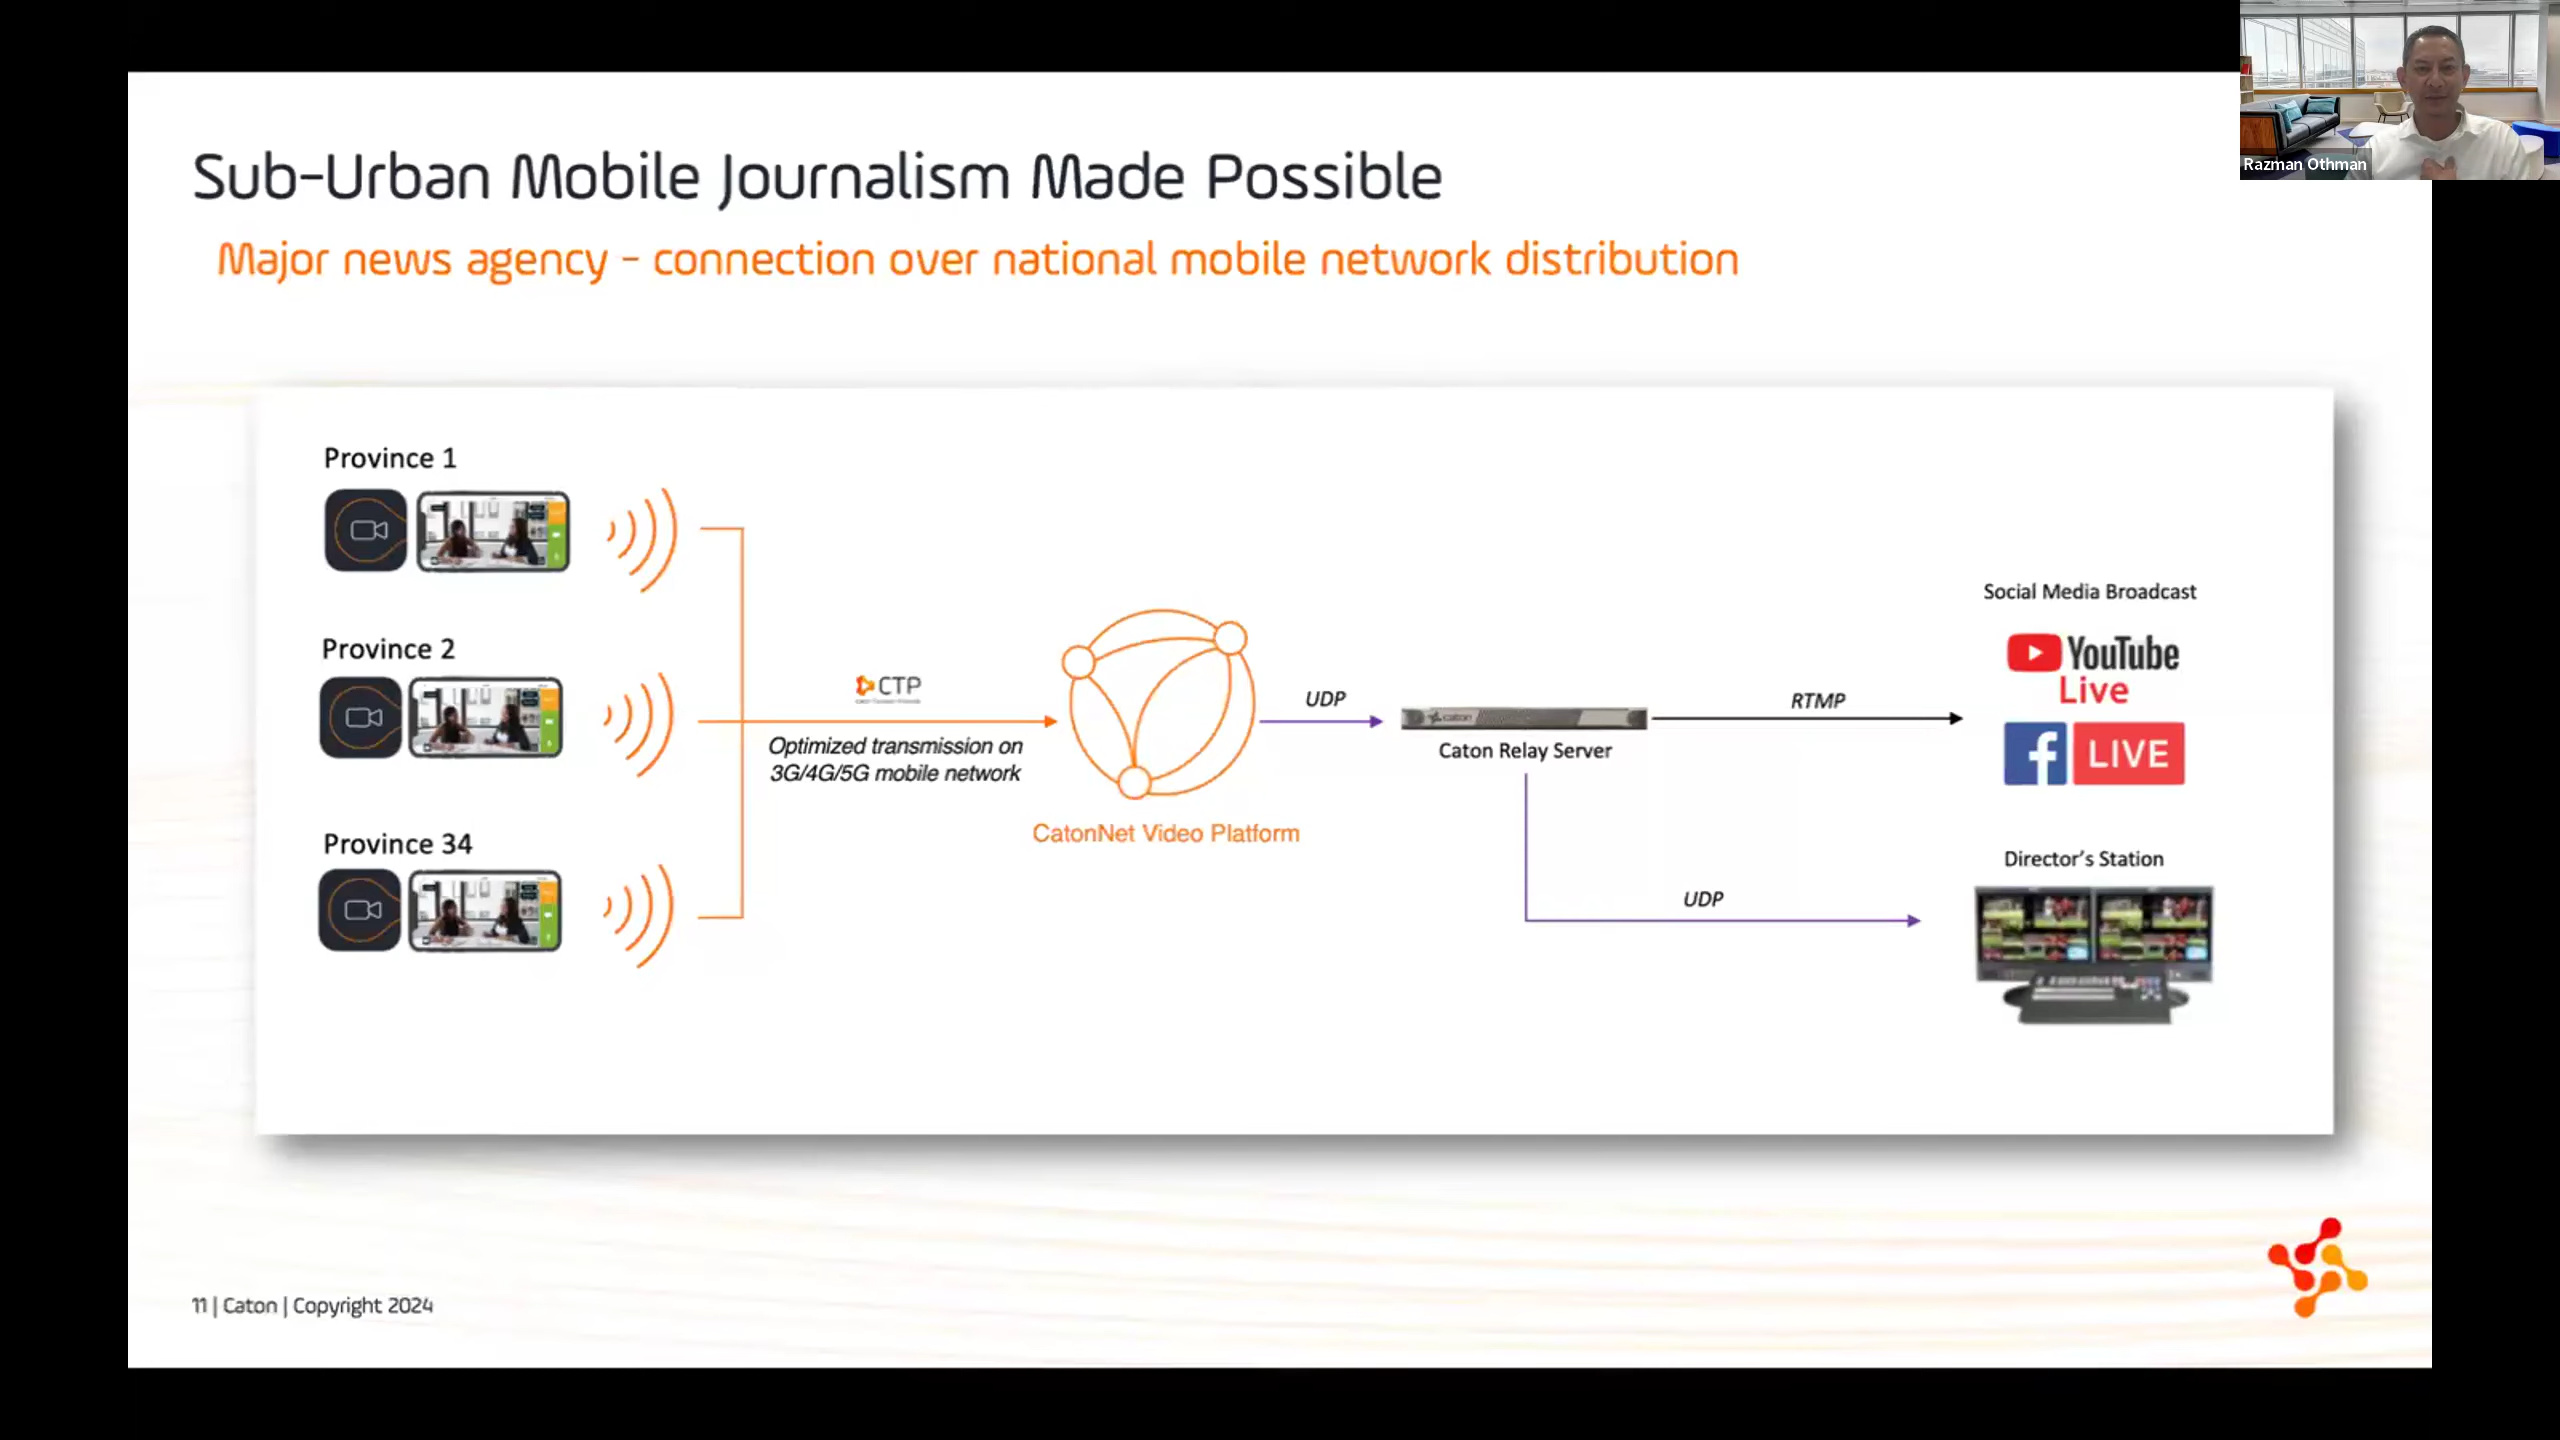 Razman Othman
Sub-Urban Mobile Journalism Made Possible
Major news agency - connection over national mobile network distribution
Province 1
Province 2
Province 34
CTP
Optimized transmission on
3G/4G/5G mobile network
CatonNet Video Platform
UDP
caton
Caton Relay Server
RTMP
UDP
Social Media Broadcast
YouTube
Live
f LIVE
Director's Station
11 | Caton | Copyright 2024